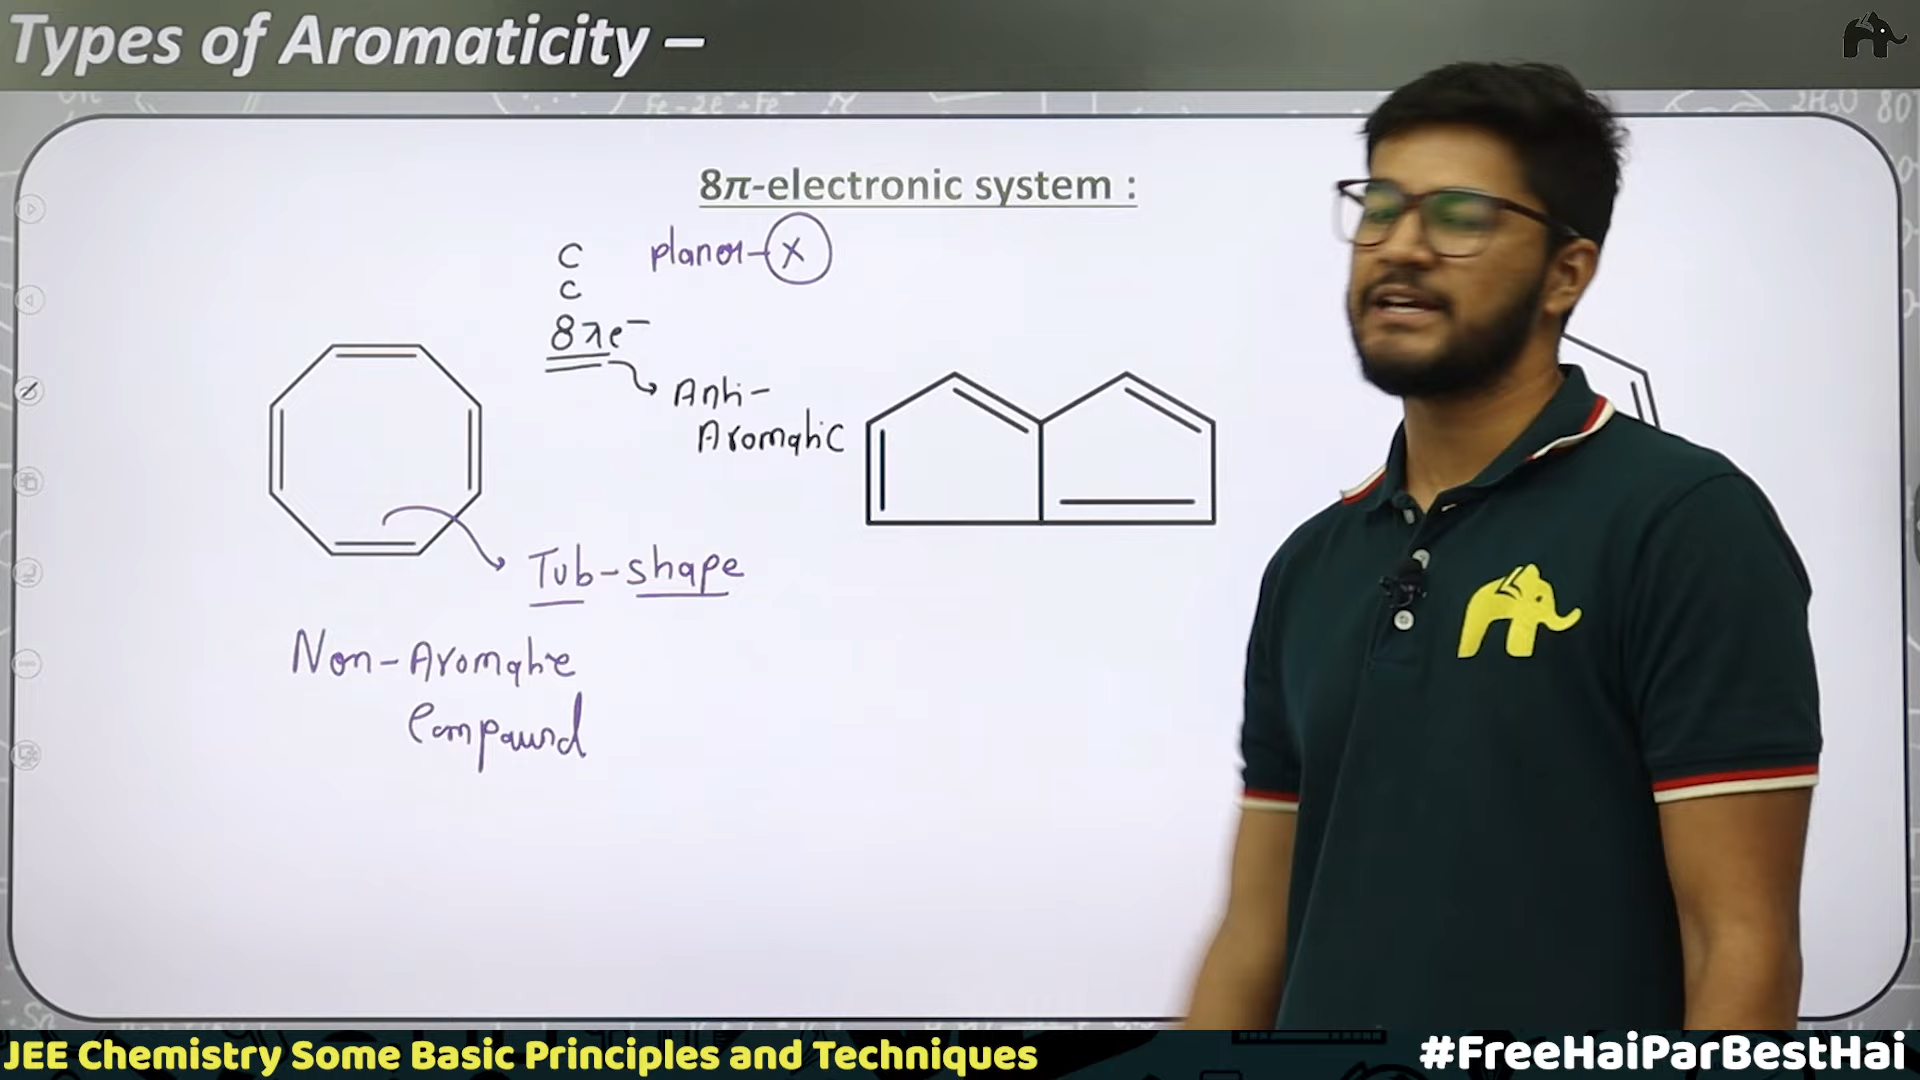 Types of Aromaticity –
8π-electronic system :
C
C
8πe⁻
planar - X
Anti-
Aromatic
Tub-shape
Non-Aromatic
Compound
JEE Chemistry Some Basic Principles and Techniques
#FreeHaiParBestHai